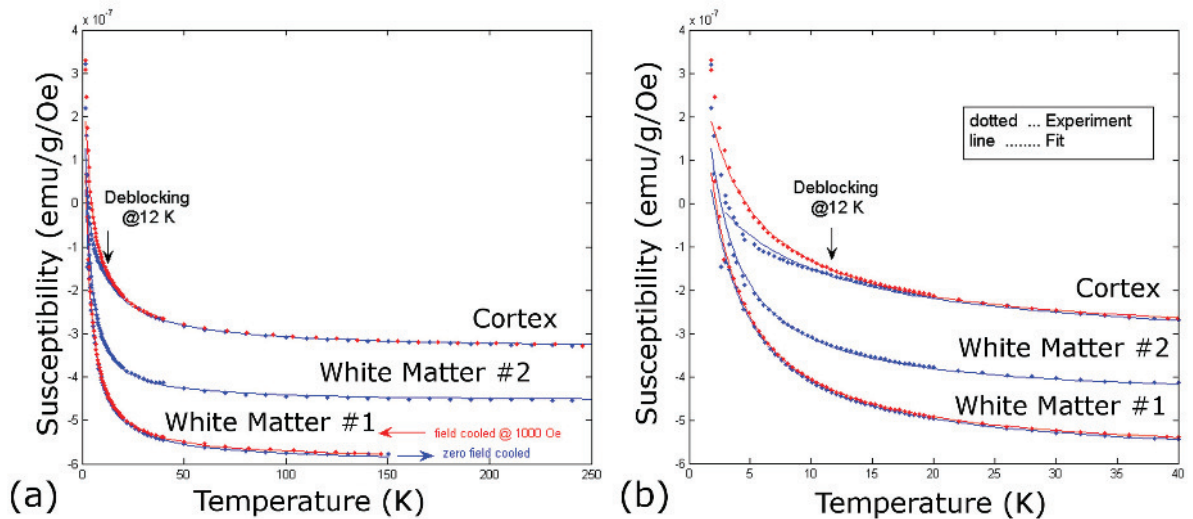 x 10⁻⁷
4
3
2
1
0
-1
-2
-3
-4
-5
-6
Susceptibility (emu/g/Oe)
Deblocking
@12 K
Cortex
White Matter #2
White Matter #1
field cooled @ 1000 Oe
zero field cooled
0 50 100 150 200 250
Temperature (K)
(a)
x 10⁻⁷
4
3
2
1
0
-1
-2
-3
-4
-5
-6
Susceptibility (emu/g/Oe)
dotted ... Experiment
line ........ Fit
Deblocking
@12 K
Cortex
White Matter #2
White Matter #1
0 5 10 15 20 25 30 35 40
Temperature (K)
(b)